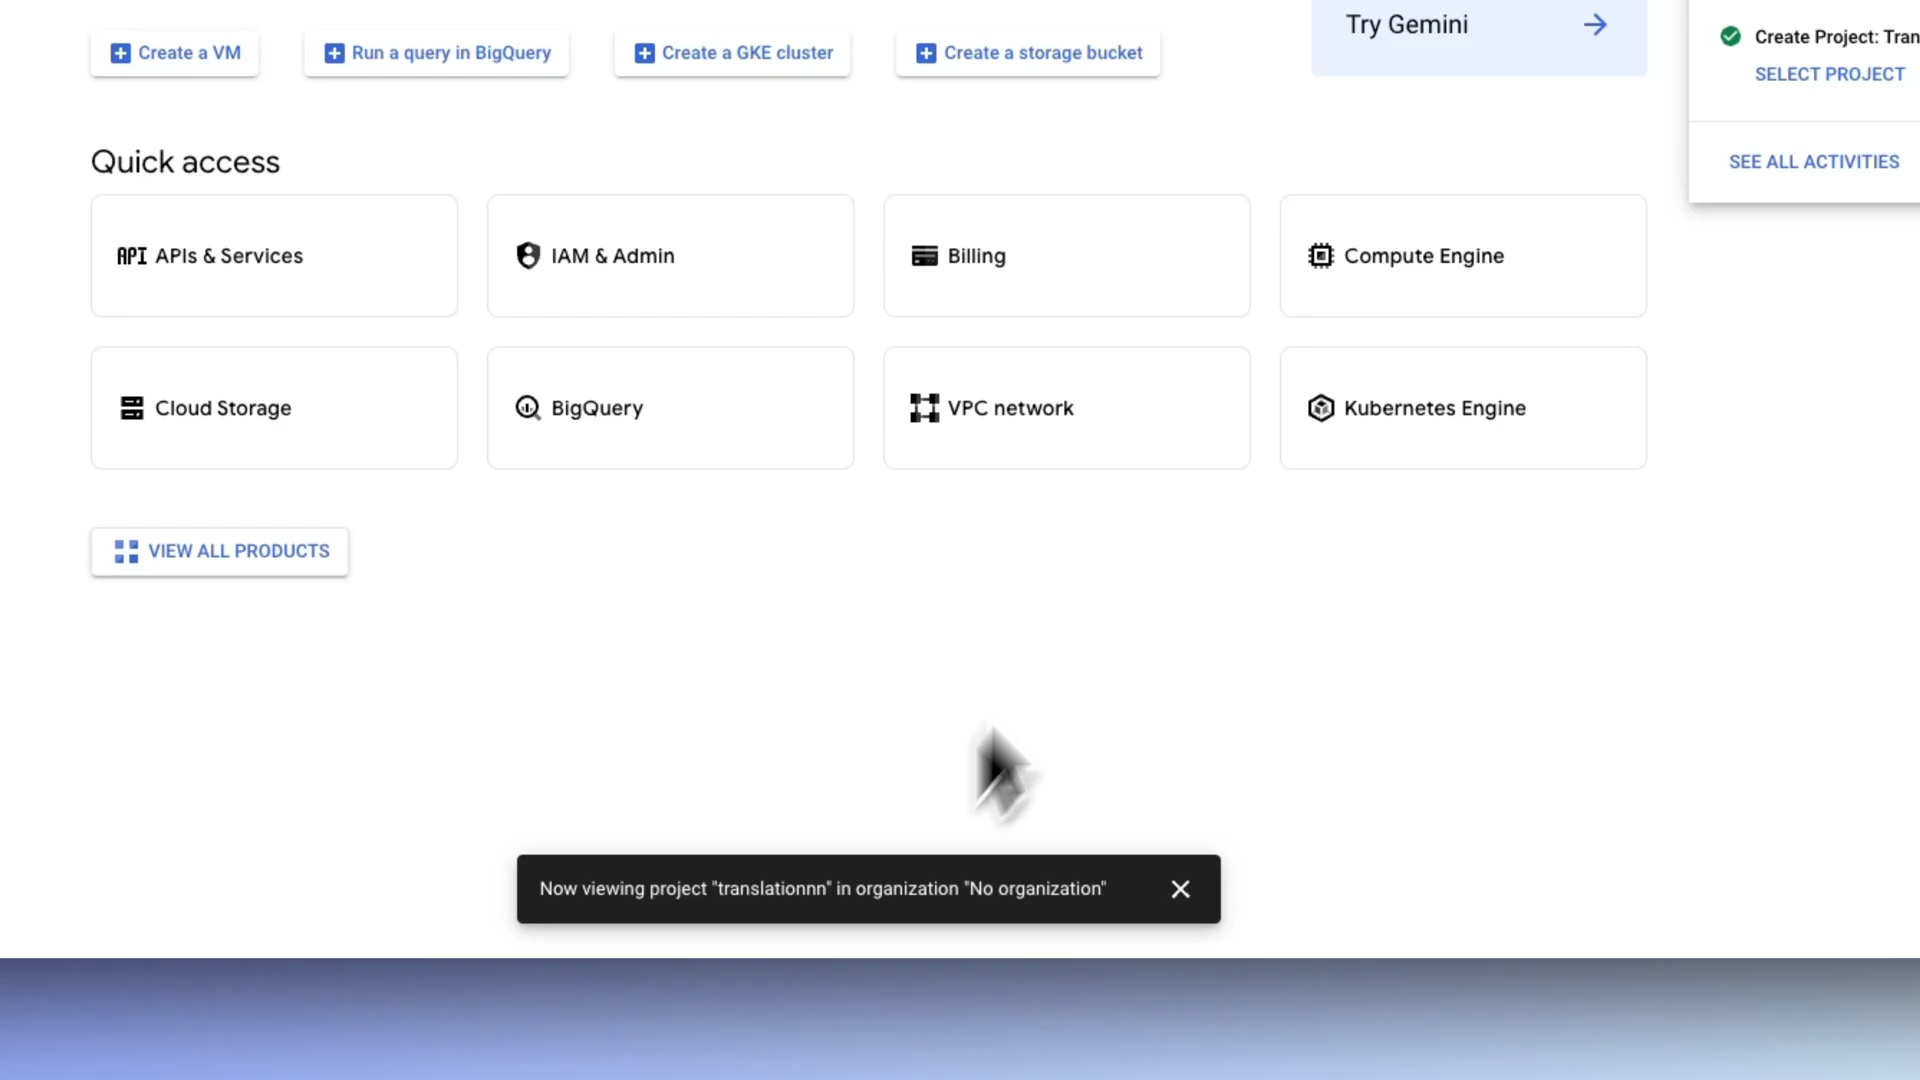 Create a VM
Run a query in BigQuery
Create a GKE cluster
Create a storage bucket
Try Gemini
Create Project: Tran
SELECT PROJECT
SEE ALL ACTIVITIES
Quick access
API APIs & Services
IAM & Admin
Billing
Compute Engine
Cloud Storage
BigQuery
VPC network
Kubernetes Engine
VIEW ALL PRODUCTS
Now viewing project "translationnn" in organization "No organization"